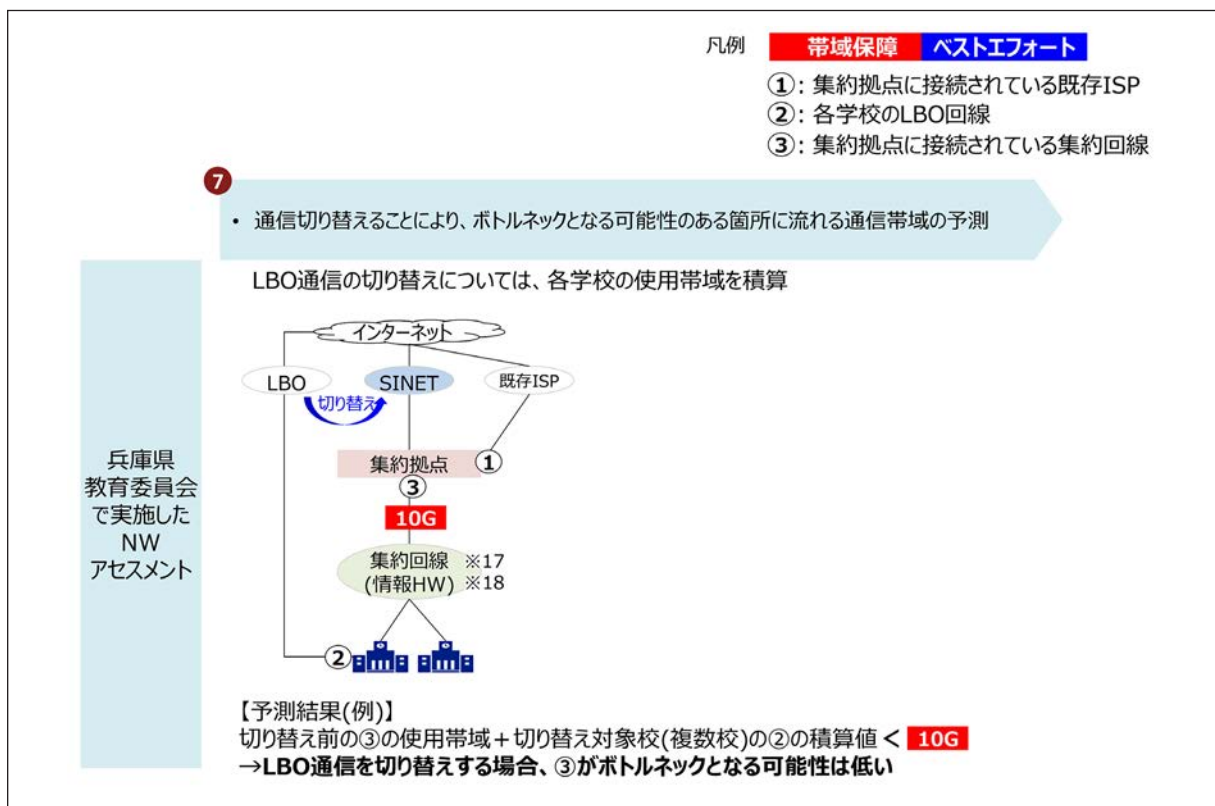 凡例 帯域保障 ベストエフォート
①: 集約拠点に接続されている既存ISP
②: 各学校のLBO回線
③: 集約拠点に接続されている集約回線
7
• 通信切り替えることにより、ボトルネックとなる可能性のある箇所に流れる通信帯域の予測
兵庫県
教育委員会
で実施した
NW
アセスメント
LBO通信の切り替えについては、各学校の使用帯域を積算
インターネット
LBO SINET 既存ISP
切り替え
集約拠点 ①
③
10G
集約回線 ※17
(情報HW) ※18
②
【予測結果(例)】
切り替え前の③の使用帯域+切り替え対象校(複数校)の②の積算値 < 10G
→LBO通信を切り替えする場合、③がボトルネックとなる可能性は低い